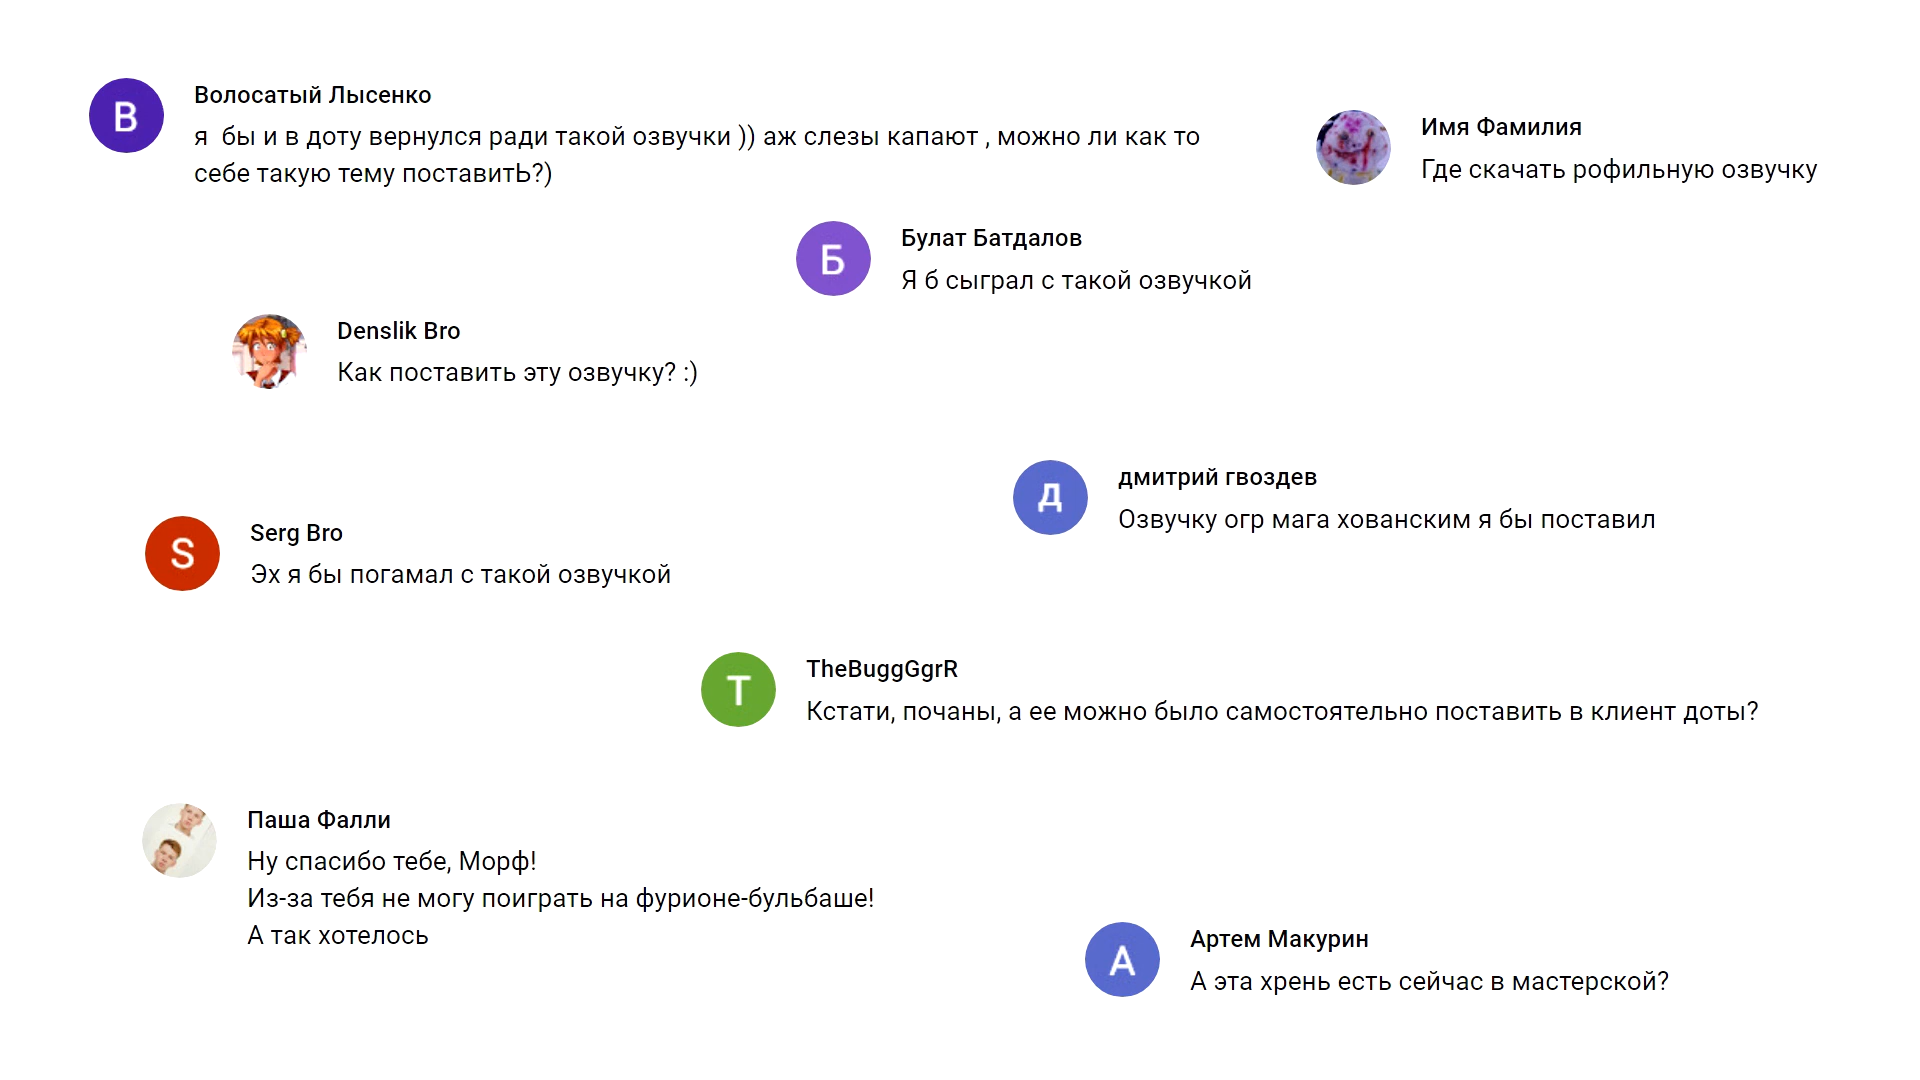 В
Волосатый Лысенко
я  бы и в доту вернулся ради такой озвучки )) аж слезы капают , можно ли как то
себе такую тему поставитЬ?)
Имя Фамилия
Где скачать рофильную озвучку
Б
Булат Батдалов
Я б сыграл с такой озвучкой
Denslik Bro
Как поставить эту озвучку? :)
д
дмитрий гвоздев
Озвучку огр мага хованским я бы поставил
S
Serg Bro
Эх я бы погамал с такой озвучкой
T
TheBuggGgrR
Кстати, почаны, а ее можно было самостоятельно поставить в клиент доты?
Паша Фалли
Ну спасибо тебе, Морф!
Из-за тебя не могу поиграть на фурионе-бульбаше!
А так хотелось
А
Артем Макурин
А эта хрень есть сейчас в мастерской?